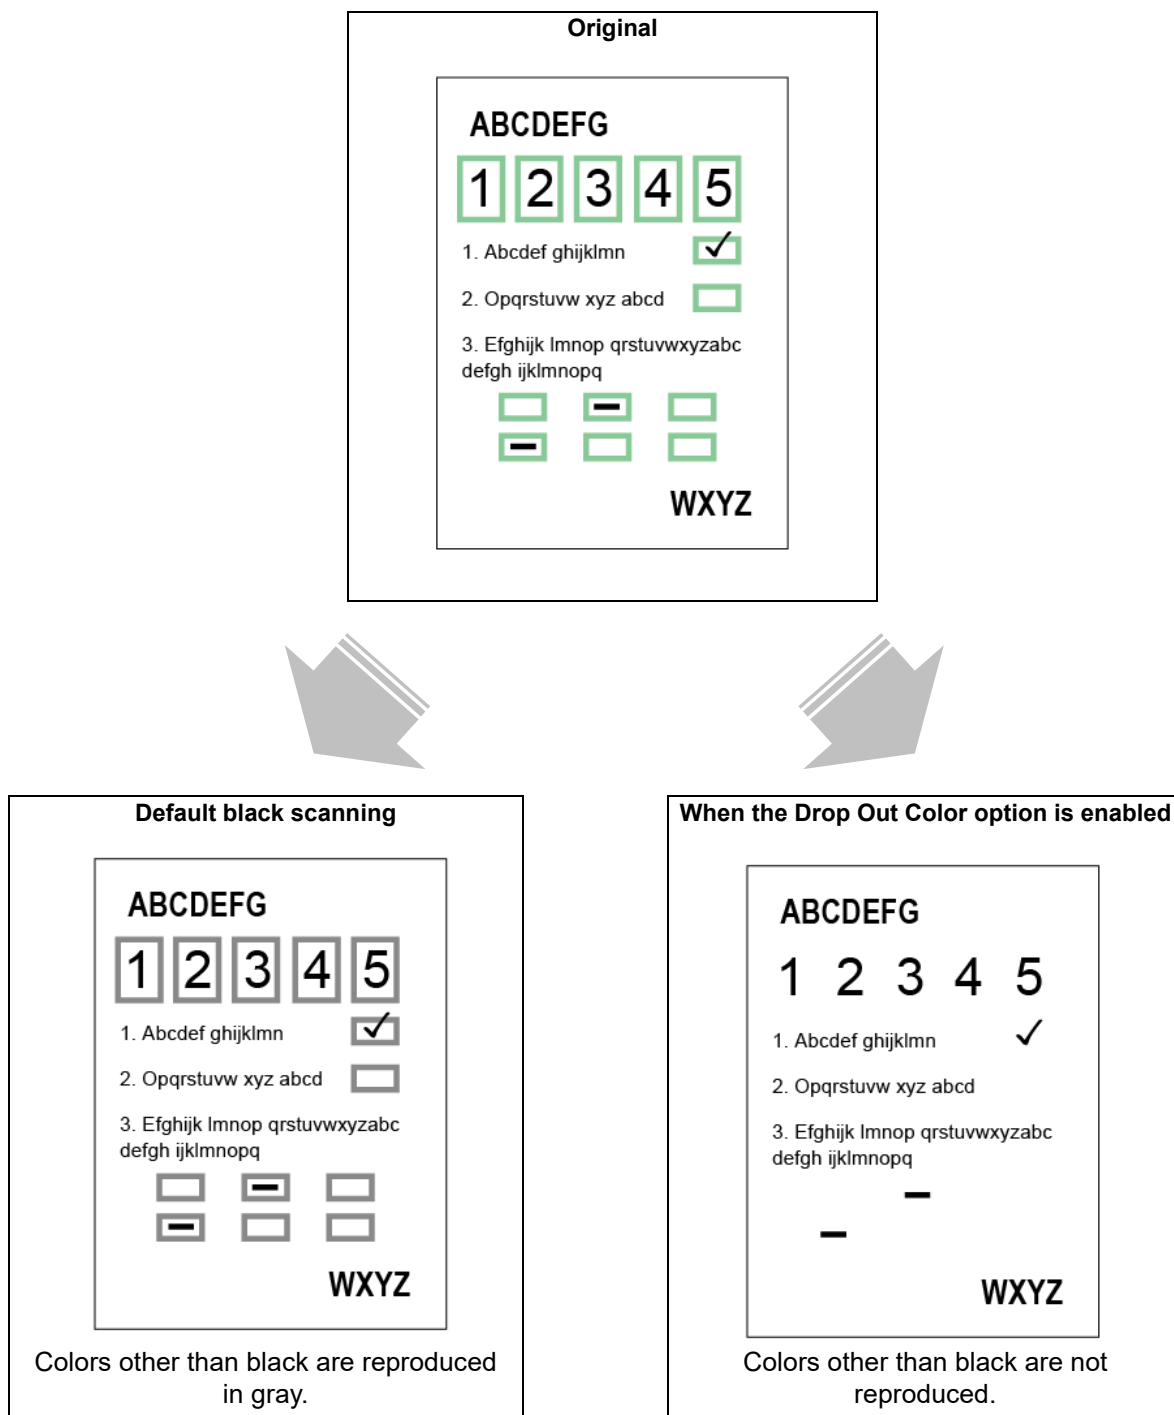 Original
ABCDEFG
1 2 3 4 5
1. Abcdef ghijklmn
2. Opqrstuvw xyz abcd
3. Efghijk lmnop qrstuvwxyzabc
defgh ijklmnopq
WXYZ
Default black scanning
ABCDEFG
1 2 3 4 5
1. Abcdef ghijklmn
2. Opqrstuvw xyz abcd
3. Efghijk lmnop qrstuvwxyzabc
defgh ijklmnopq
WXYZ
Colors other than black are reproduced
in gray.
When the Drop Out Color option is enabled
ABCDEFG
1 2 3 4 5
1. Abcdef ghijklmn
2. Opqrstuvw xyz abcd
3. Efghijk lmnop qrstuvwxyzabc
defgh ijklmnopq
WXYZ
Colors other than black are not
reproduced.